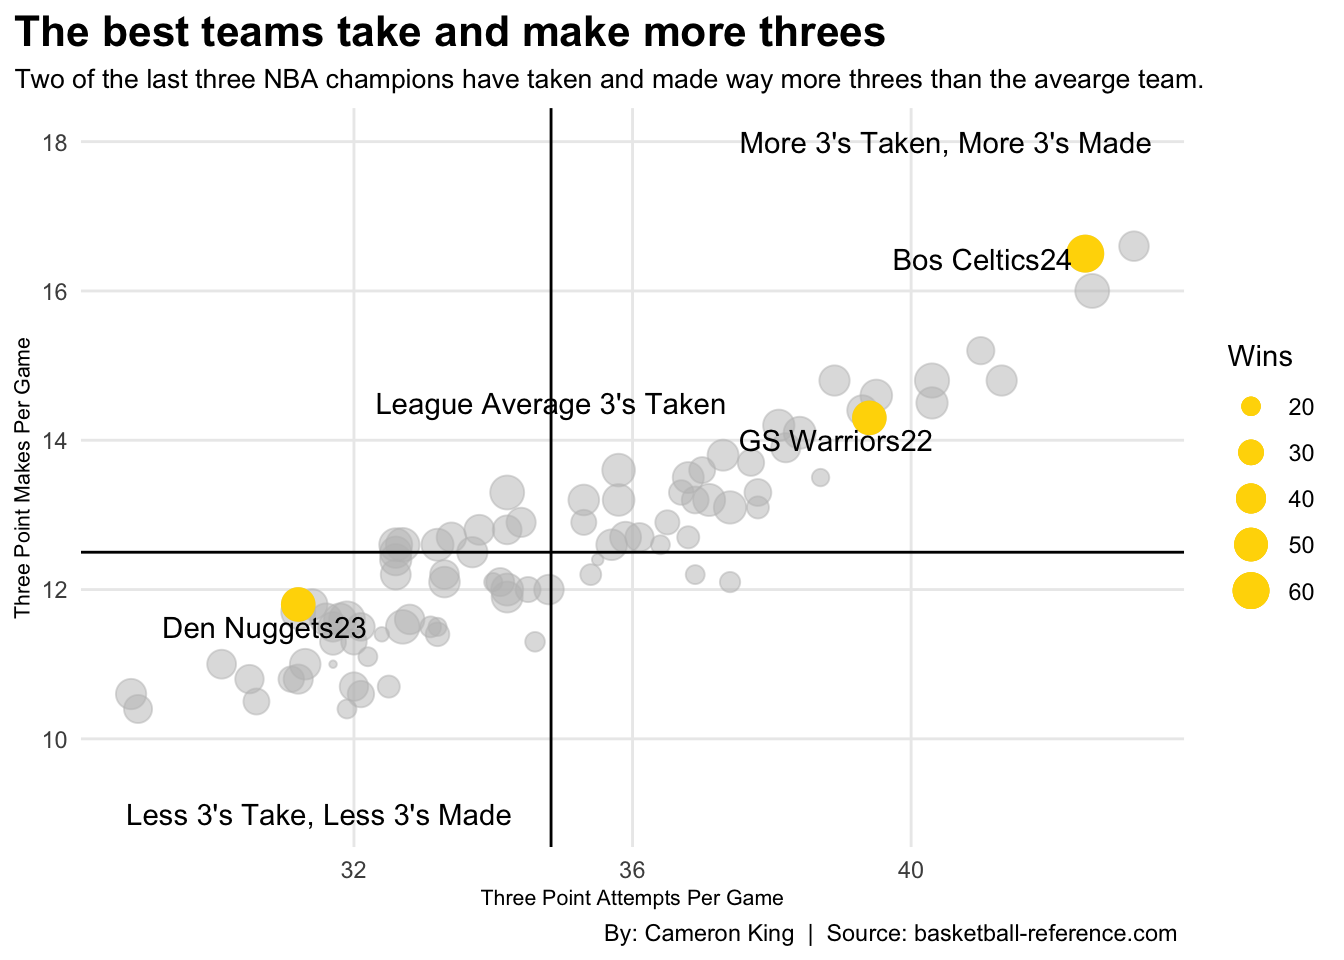 The best teams take and make more threes
Two of the last three NBA champions have taken and made way more threes than the avearge team.
18
More 3's Taken, More 3's Made
Bos Celtics24
16
Wins
20
30
40
50
60
League Average 3's Taken
14
GS Warriors22
Three Point Makes Per Game
12
Den Nuggets23
10
Less 3's Take, Less 3's Made
32
36
40
Three Point Attempts Per Game
By: Cameron King | Source: basketball-reference.com